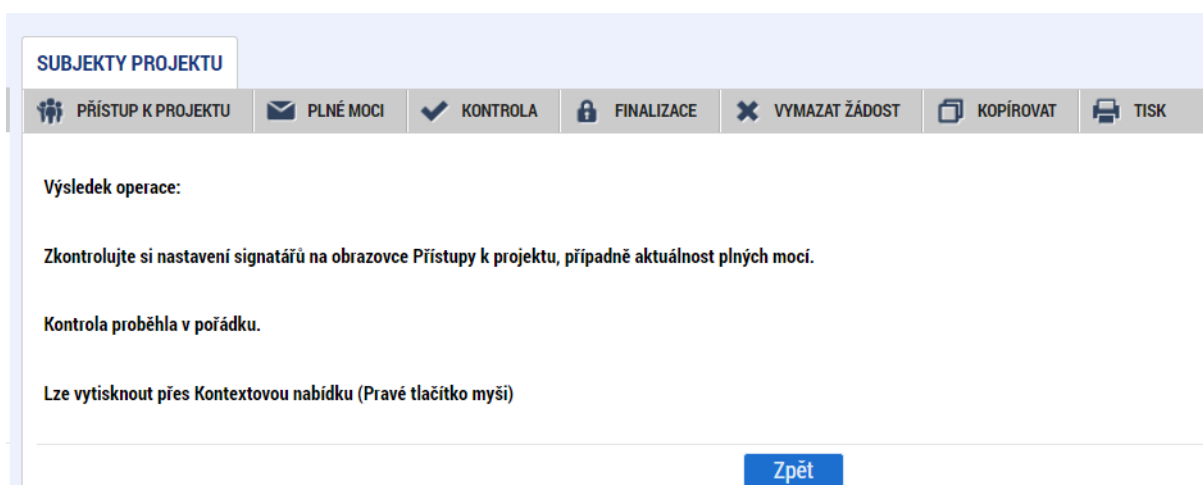 SUBJEKTY PROJEKTU
PŘÍSTUP K PROJEKTU PLNÉ MOCI KONTROLA FINALIZACE VYMAZAT ŽÁDOST KOPÍROVAT TISK
Výsledek operace:
Zkontrolujte si nastavení signatářů na obrazovce Přístupy k projektu, případně aktuálnost plných mocí.
Kontrola proběhla v pořádku.
Lze vytisknout přes Kontextovou nabídku (Pravé tlačítko myši)
Zpět